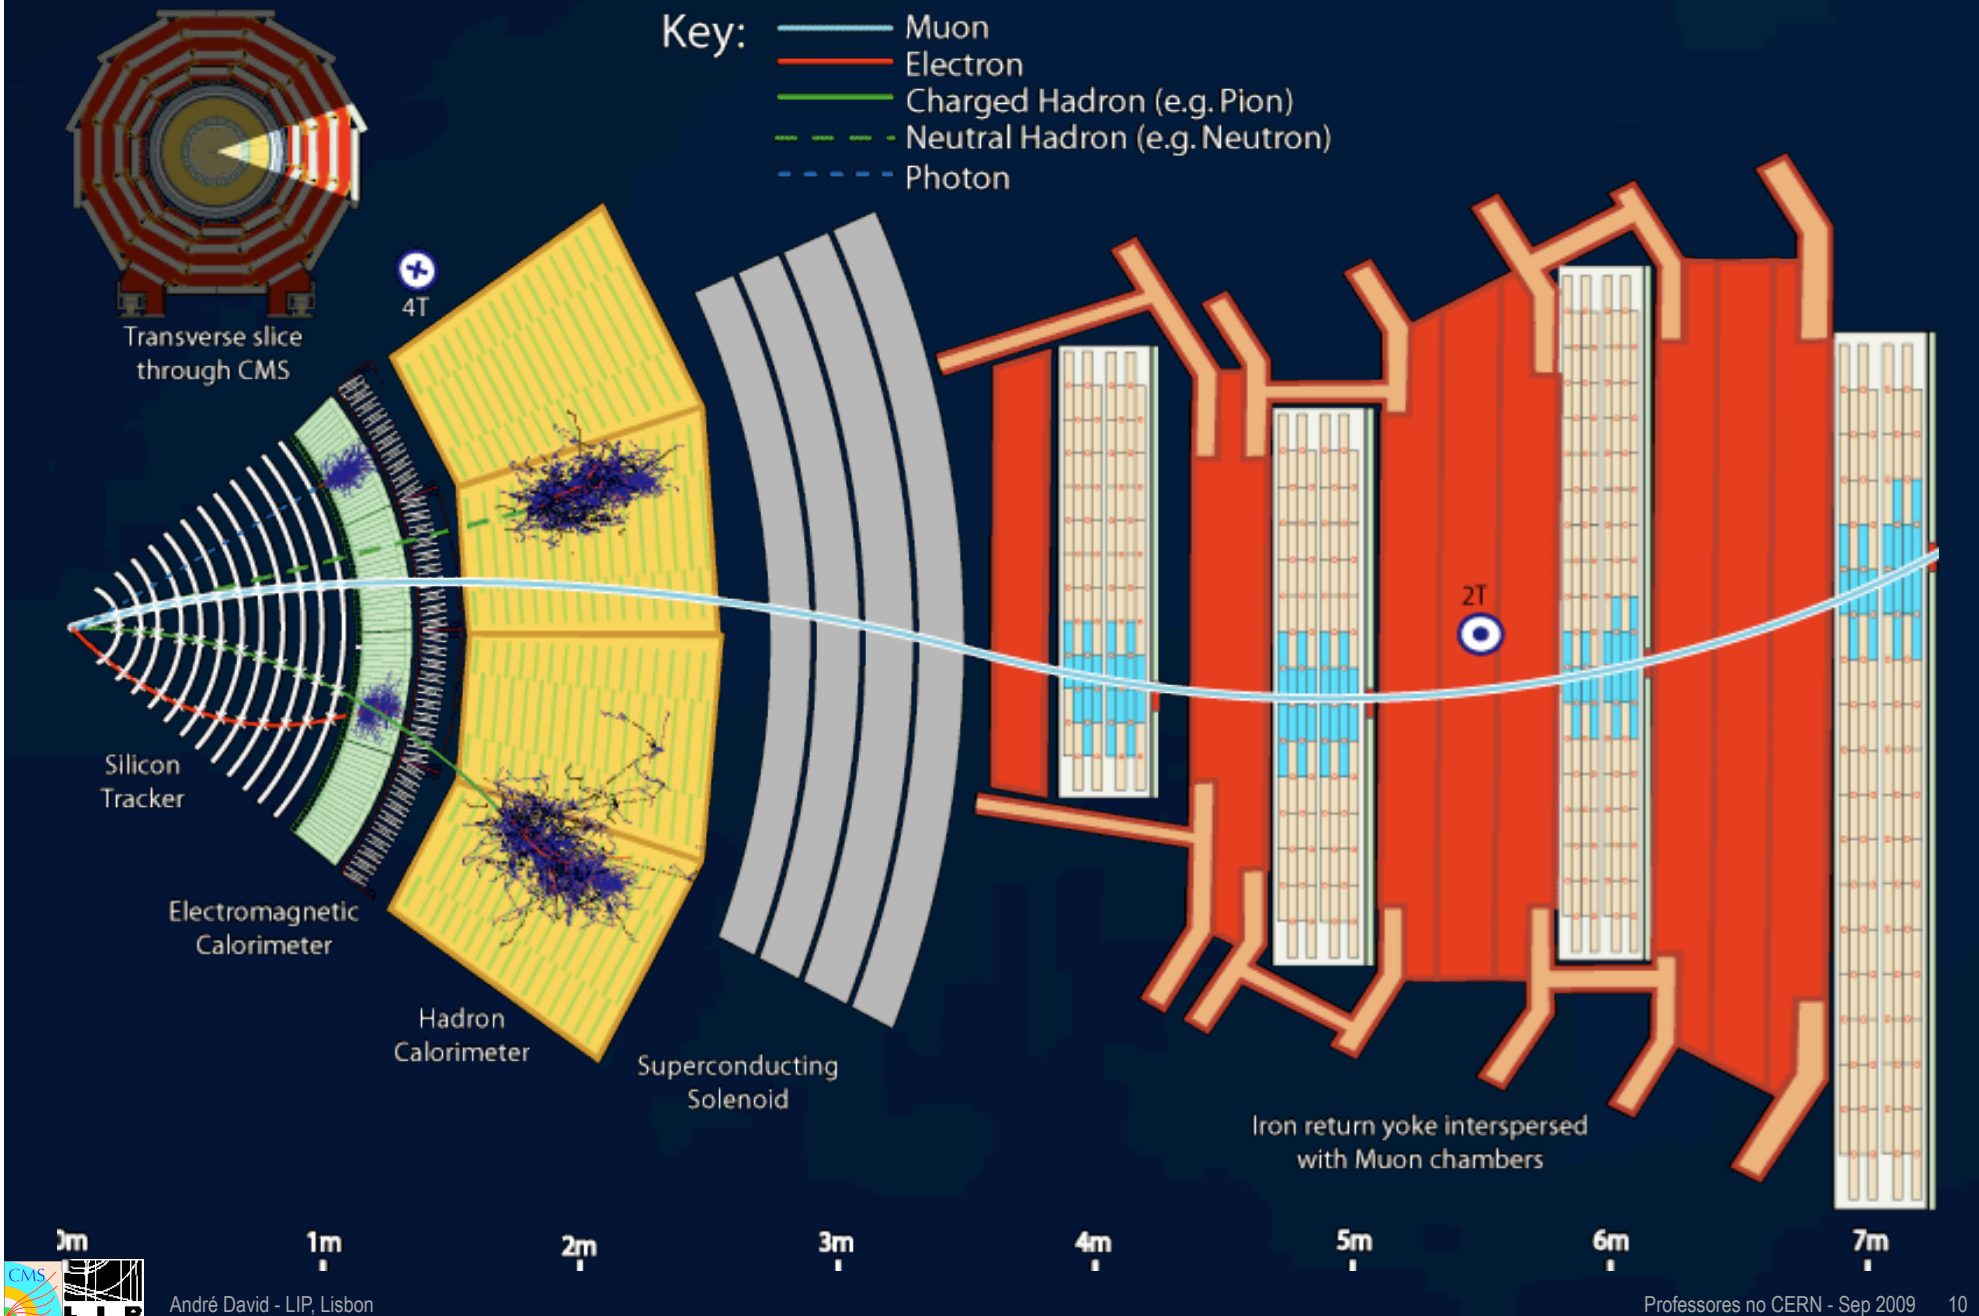 Key:
Muon
Electron
Charged Hadron (e.g. Pion)
Neutral Hadron (e.g. Neutron)
Photon
4T
Transverse slice
through CMS
2T
Silicon
Tracker
Electromagnetic
Calorimeter
Hadron
Calorimeter
Superconducting
Solenoid
Iron return yoke interspersed
with Muon chambers
0m 1m 2m 3m 4m 5m 6m 7m
CMS
LIP
André David - LIP, Lisbon
Professores no CERN - Sep 2009 10